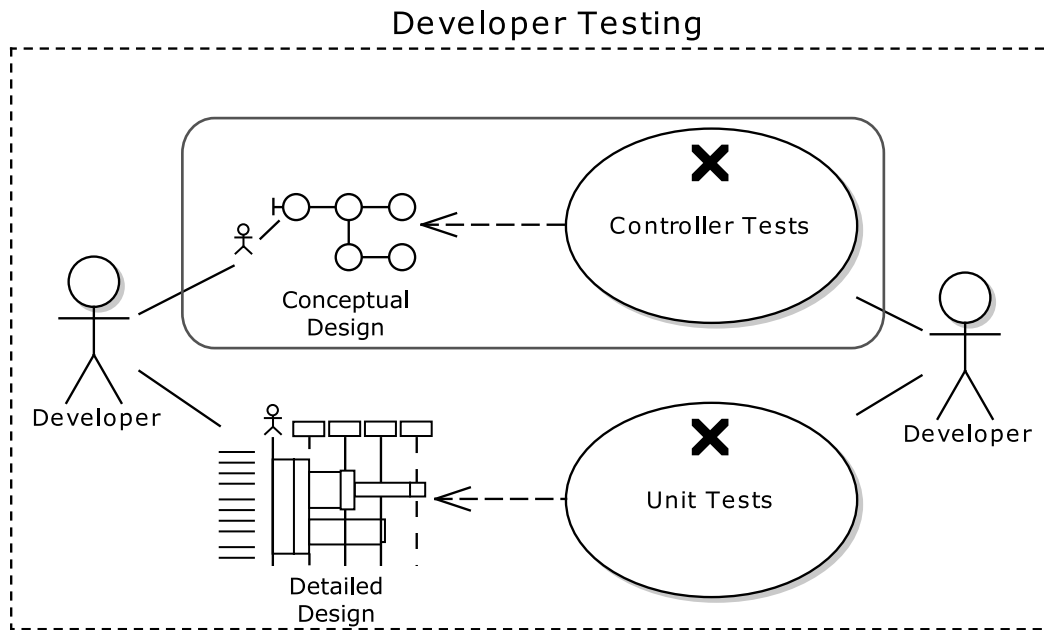 Developer Testing
Controller Tests
Conceptual
Design
Developer
Developer
Unit Tests
Detailed
Design